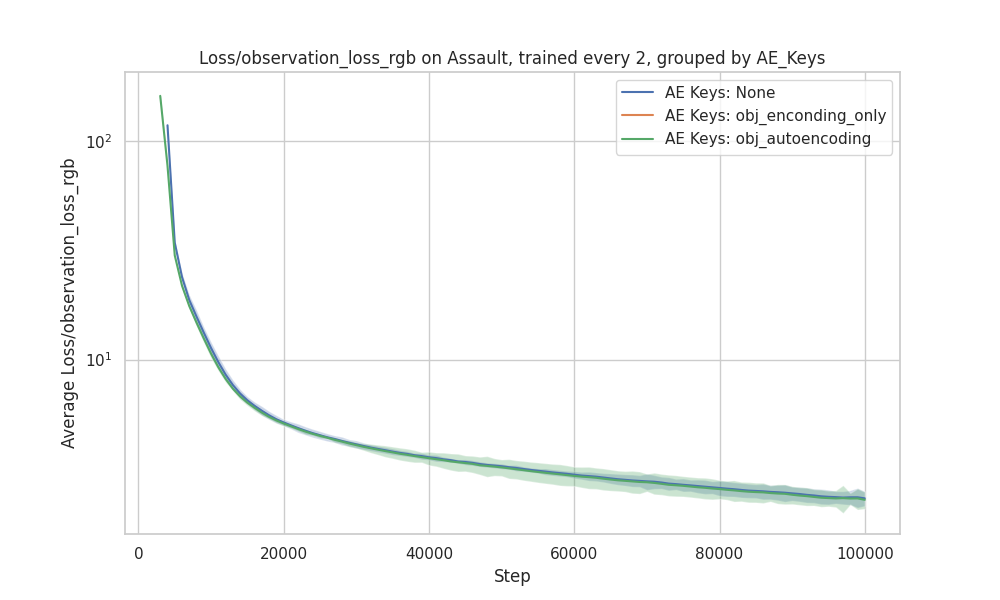 Loss/observation_loss_rgb on Assault, trained every 2, grouped by AE_Keys
AE Keys: None
AE Keys: obj_enconding_only
AE Keys: obj_autoencoding
Average Loss/observation_loss_rgb
10²
10¹
0 20000 40000 60000 80000 100000
Step